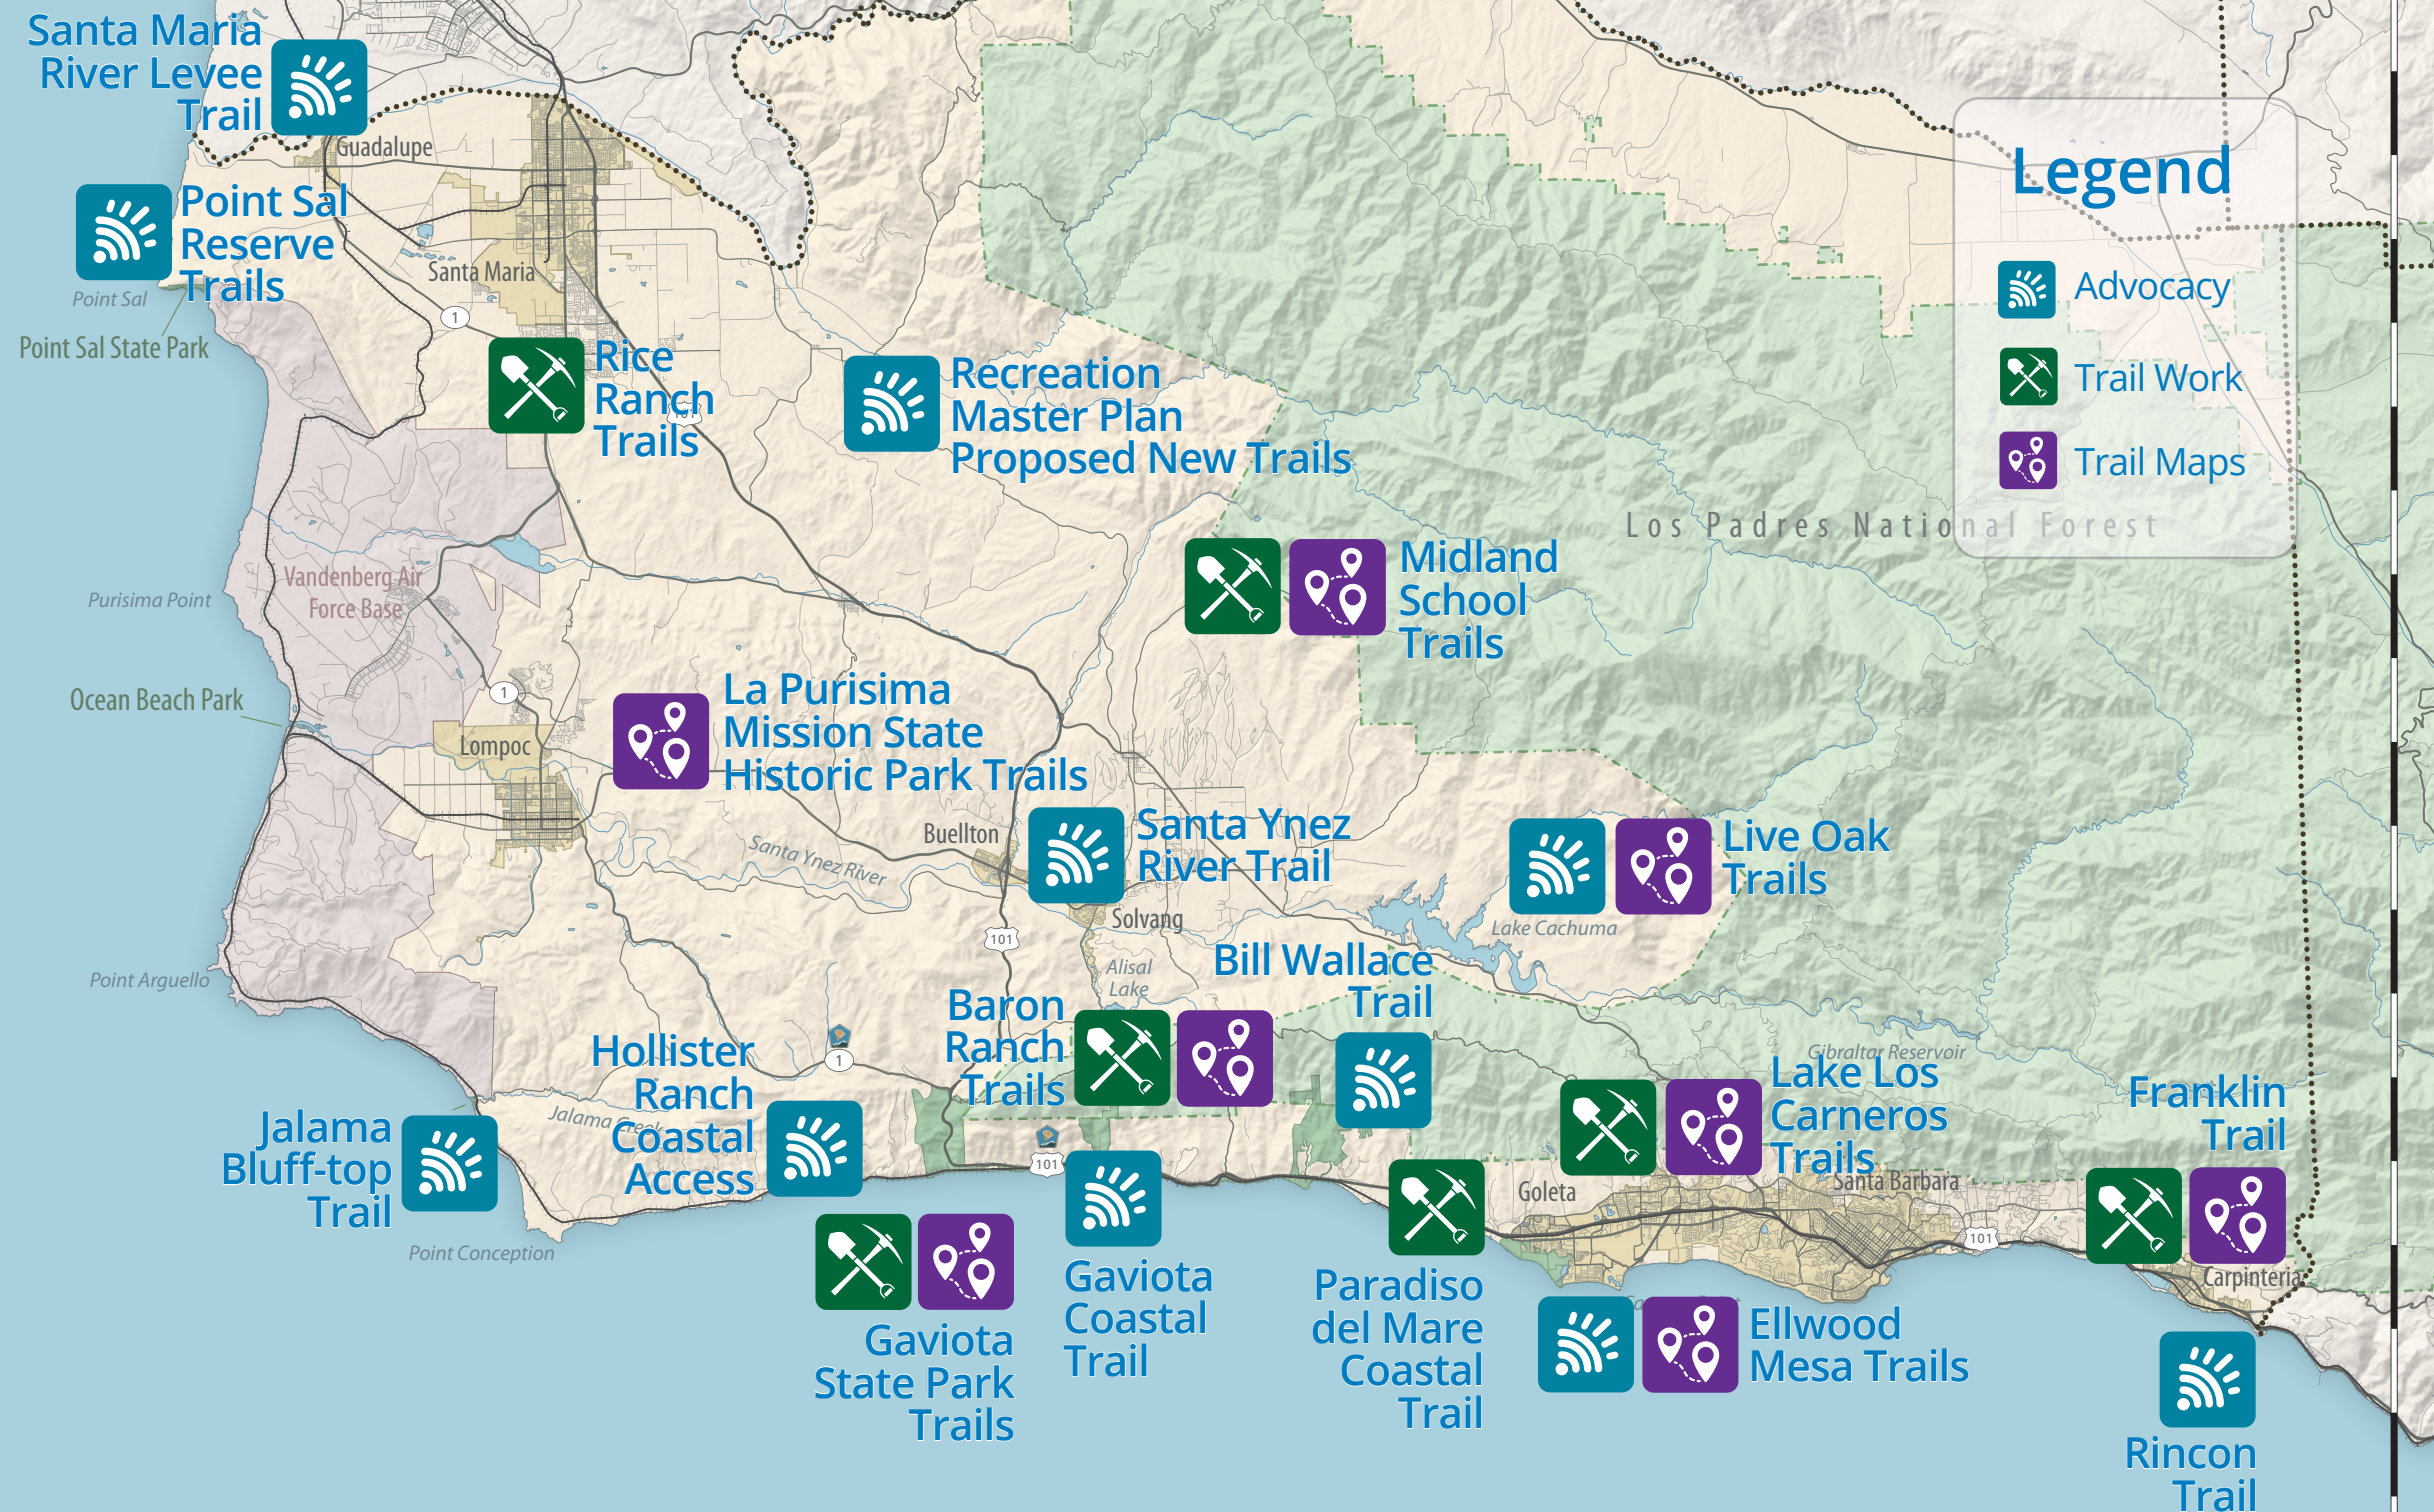 Santa Maria
River Levee
Trail
Guadalupe
Point Sal
Reserve
Trails
Santa Maria
Point Sal
1
Point Sal State Park
Rice
Ranch
Trails
101
Recreation
Master Plan
Proposed New Trails
Legend
Advocacy
Trail Work
Trail Maps
Los Padres National Forest
Midland
School
Trails
Vandenberg Air
Force Base
Purisima Point
Ocean Beach Park
1
Lompoc
La Purisima
Mission State
Historic Park Trails
Buellton
Santa Ynez River
Santa Ynez
River Trail
Solvang
101
Alisal
Lake
Live Oak
Trails
Lake Cachuma
Bill Wallace
Trail
Point Arguello
Baron
Ranch
Trails
Hollister
Ranch
Coastal
Access
1
Jalama Creek
Jalama
Bluff-top
Trail
Point Conception
101
Gibraltar Reservoir
Lake Los
Carneros
Trails
Franklin
Trail
Goleta
Santa Barbara
101
Carpinteria
Gaviota
State Park
Trails
Gaviota
Coastal
Trail
Paradiso
del Mare
Coastal
Trail
Ellwood
Mesa Trails
Rincon
Trail